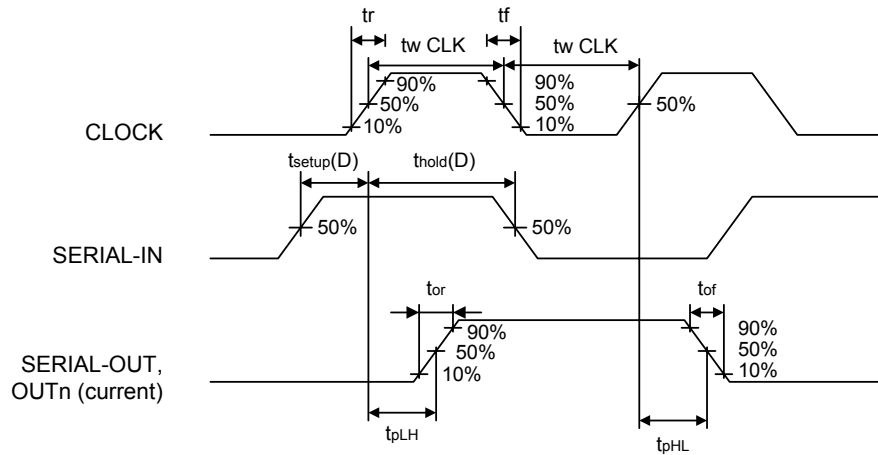 tr
tf
tw CLK
tw CLK
90%
90%
50%
50%
50%
10%
10%
CLOCK
tsetup(D)
thold(D)
50%
50%
SERIAL-IN
tor
tof
90%
90%
50%
50%
10%
10%
SERIAL-OUT,
OUTn (current)
tpLH
tpHL